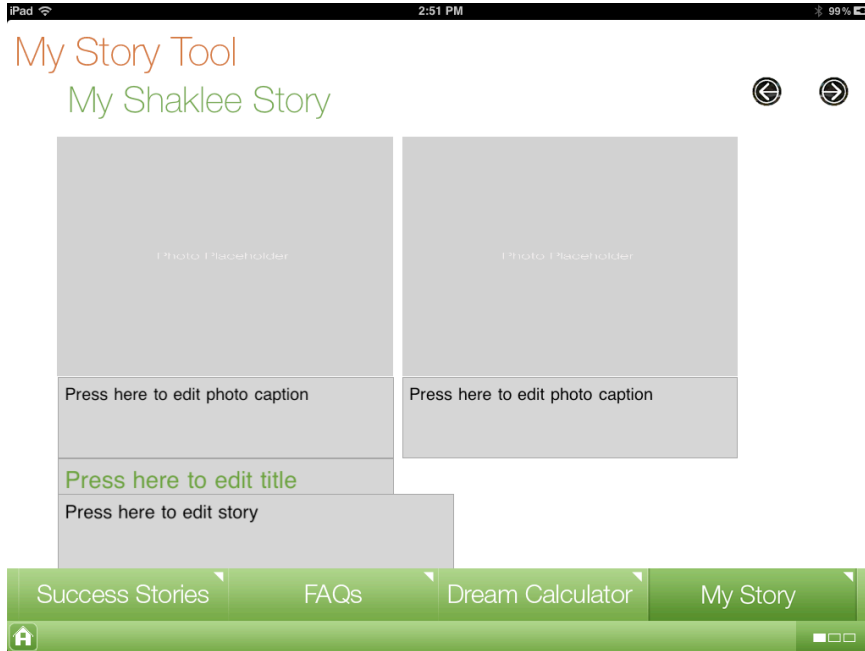 iPad 2:51 PM 99%
My Story Tool
My Shaklee Story
Photo Placeholder Photo Placeholder
Press here to edit photo caption Press here to edit photo caption
Press here to edit title
Press here to edit story
Success Stories FAQs Dream Calculator My Story